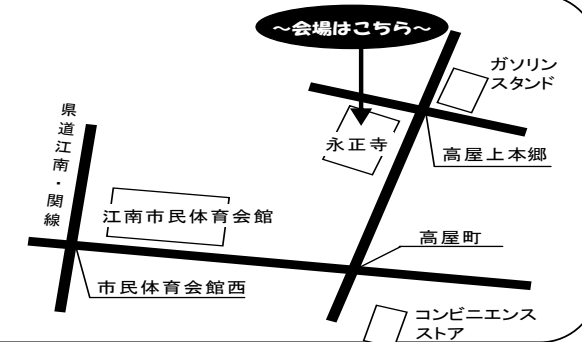 ～会場はこちら～
ガソリン
スタンド
県道江南・関線
永正寺
高屋上本郷
江南市民体育会館
高屋町
市民体育会館西
コンビニエンス
ストア